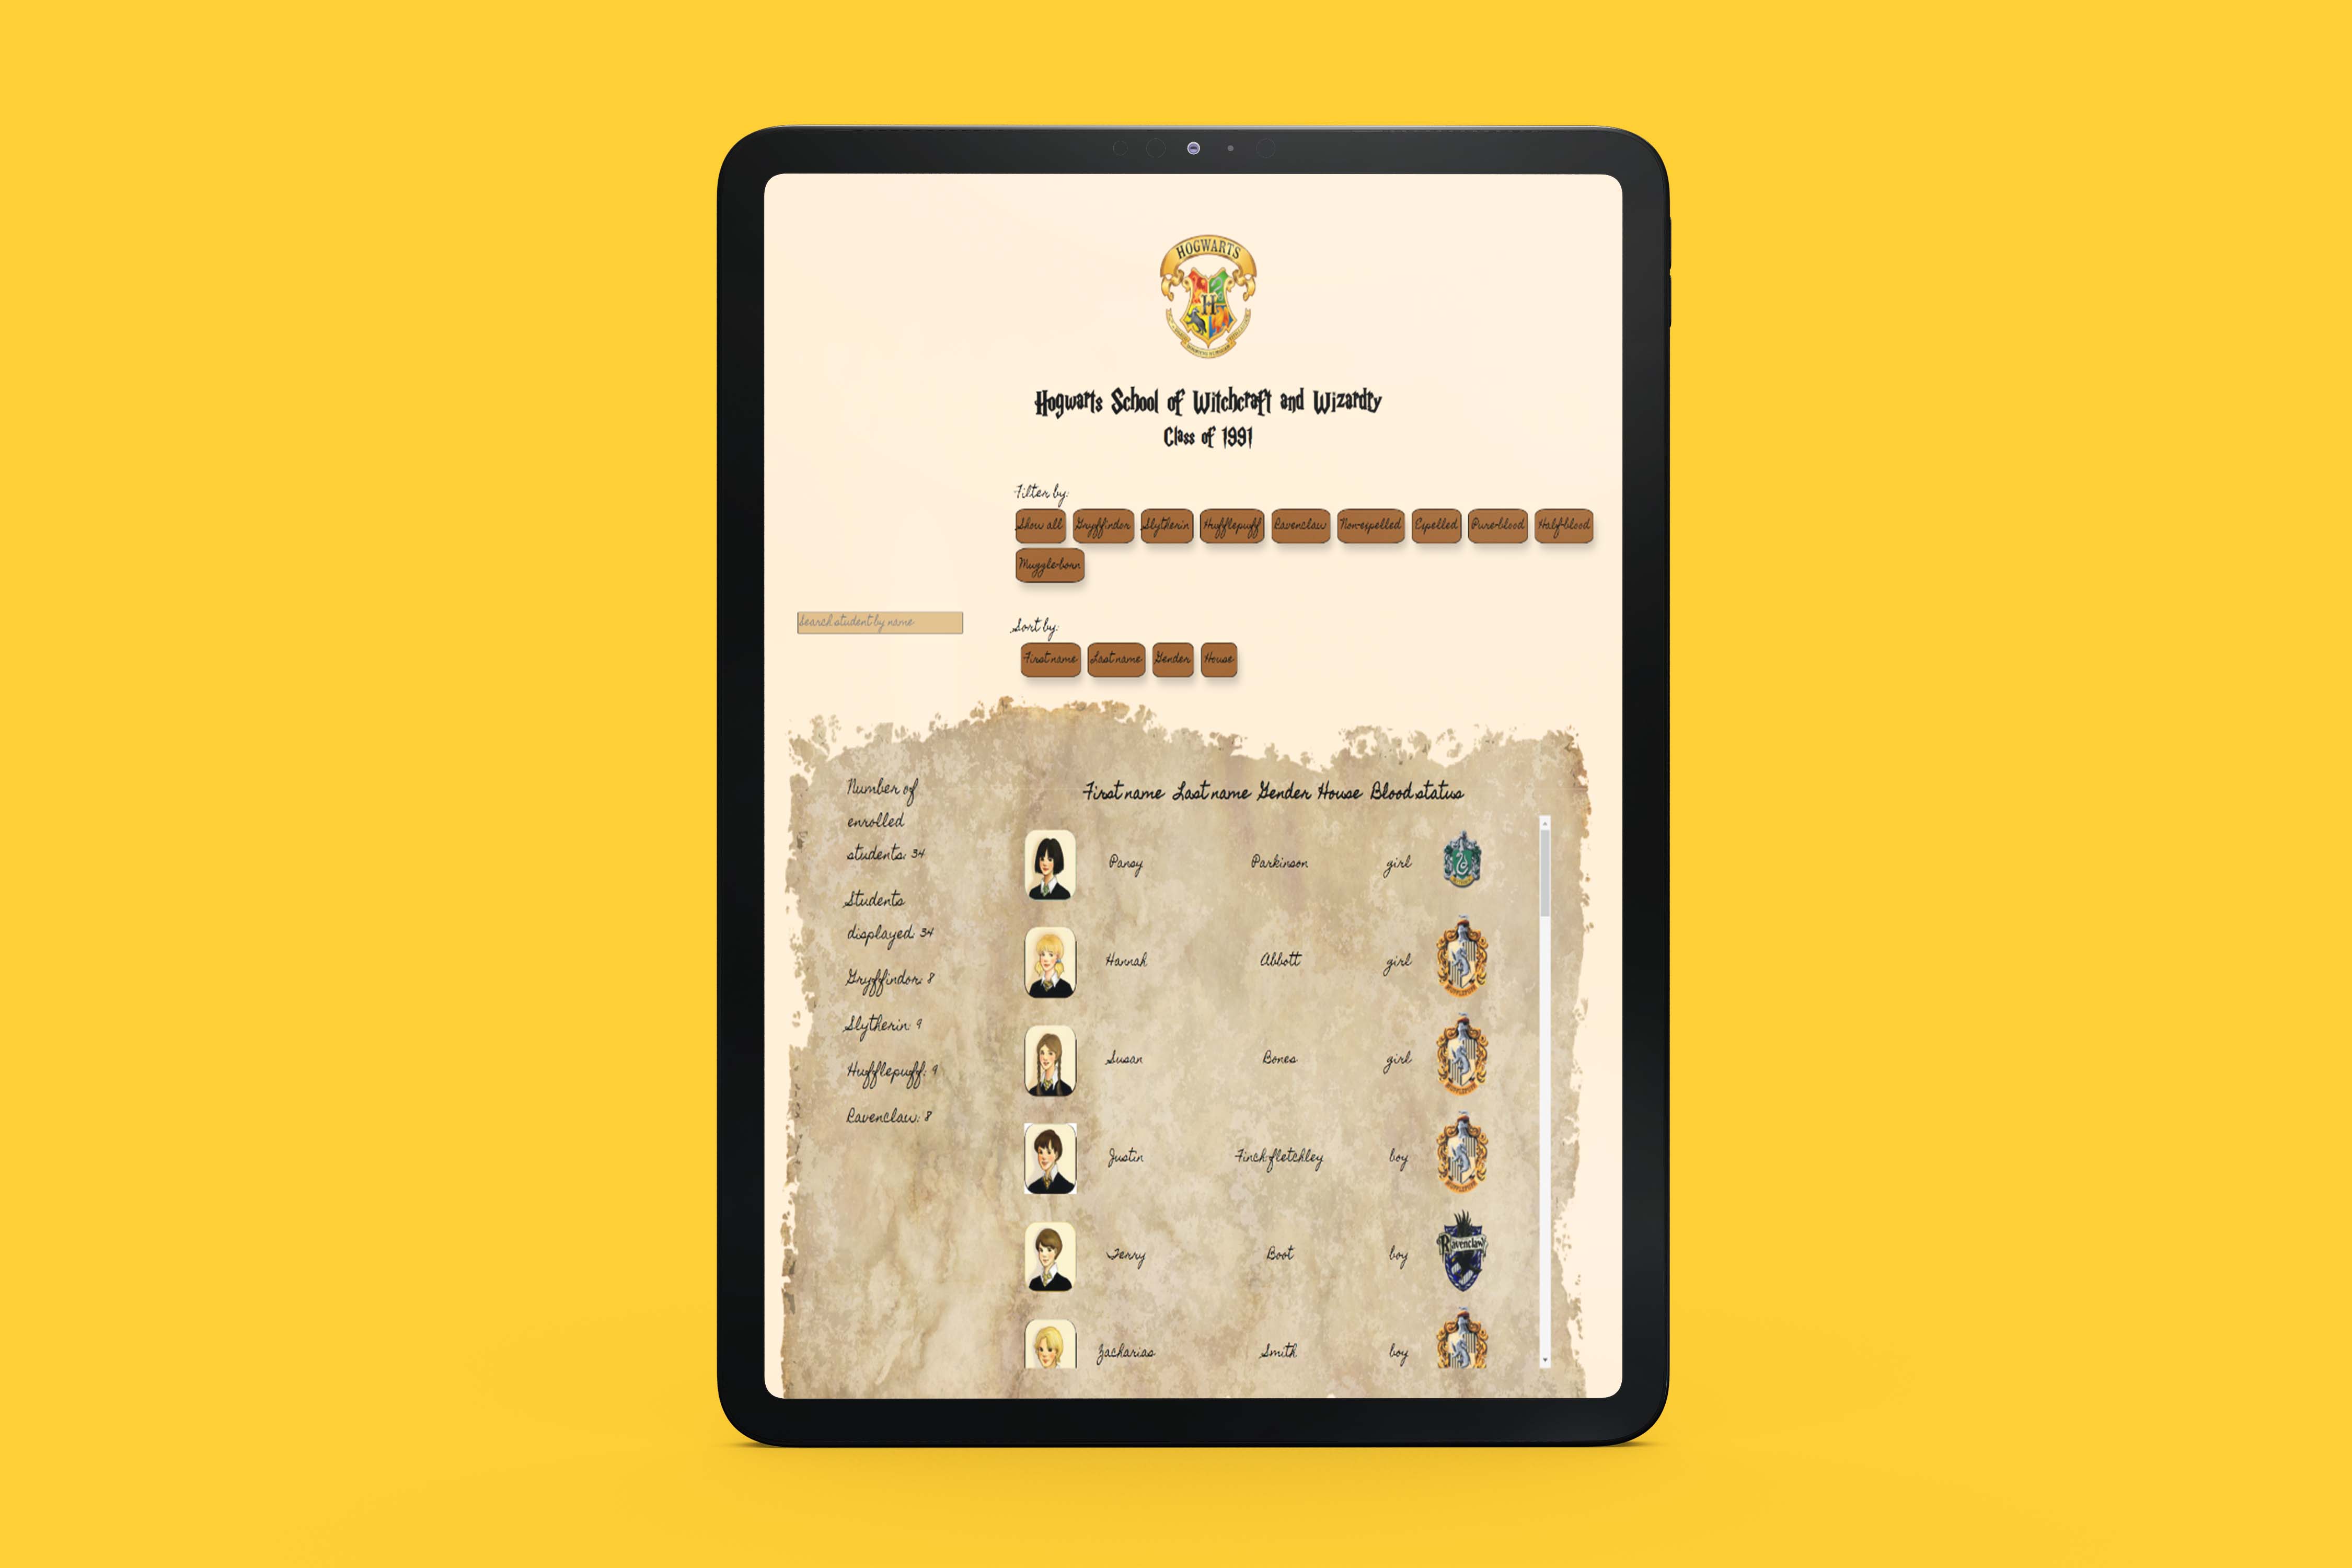 HOGWARTS
H
Hogwarts School of Witchcraft and Wizardry
Class of 1991
Filter by:
Show all Gryffindor Slytherin Hufflepuff Ravenclaw Non-expelled Expelled Pure-blood Half-blood
Muggle-born
Search student by name
Sort by:
First name Last name Gender House
Number of
enrolled
students: 34
Students
displayed: 34
Gryffindor: 8
Slytherin: 9
Hufflepuff: 9
Ravenclaw: 8
First name Last name Gender House Blood status
Pansy Parkinson girl
Hannah Abbott girl
HUFFLEPUFF
Susan Bones girl
HUFFLEPUFF
Justin Finch-fletchley boy
HUFFLEPUFF
Terry Boot boy
Ravenclaw
Zacharias Smith boy